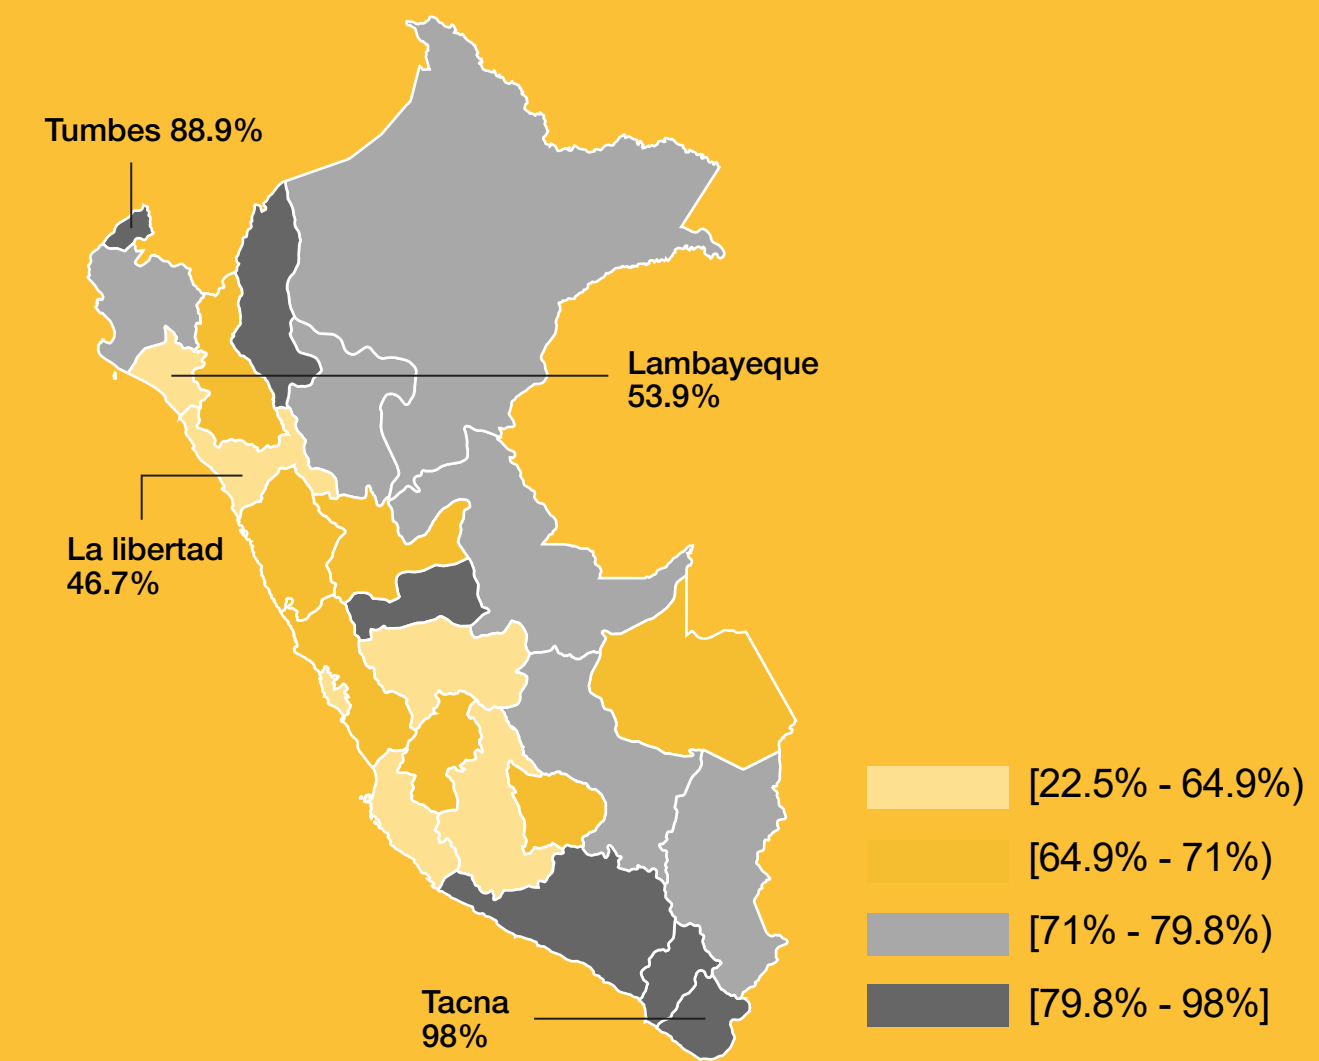 Tumbes 88.9%
Lambayeque
53.9%
La libertad
46.7%
Tacna
98%
[22.5% - 64.9%)
[64.9% - 71%)
[71% - 79.8%)
[79.8% - 98%]